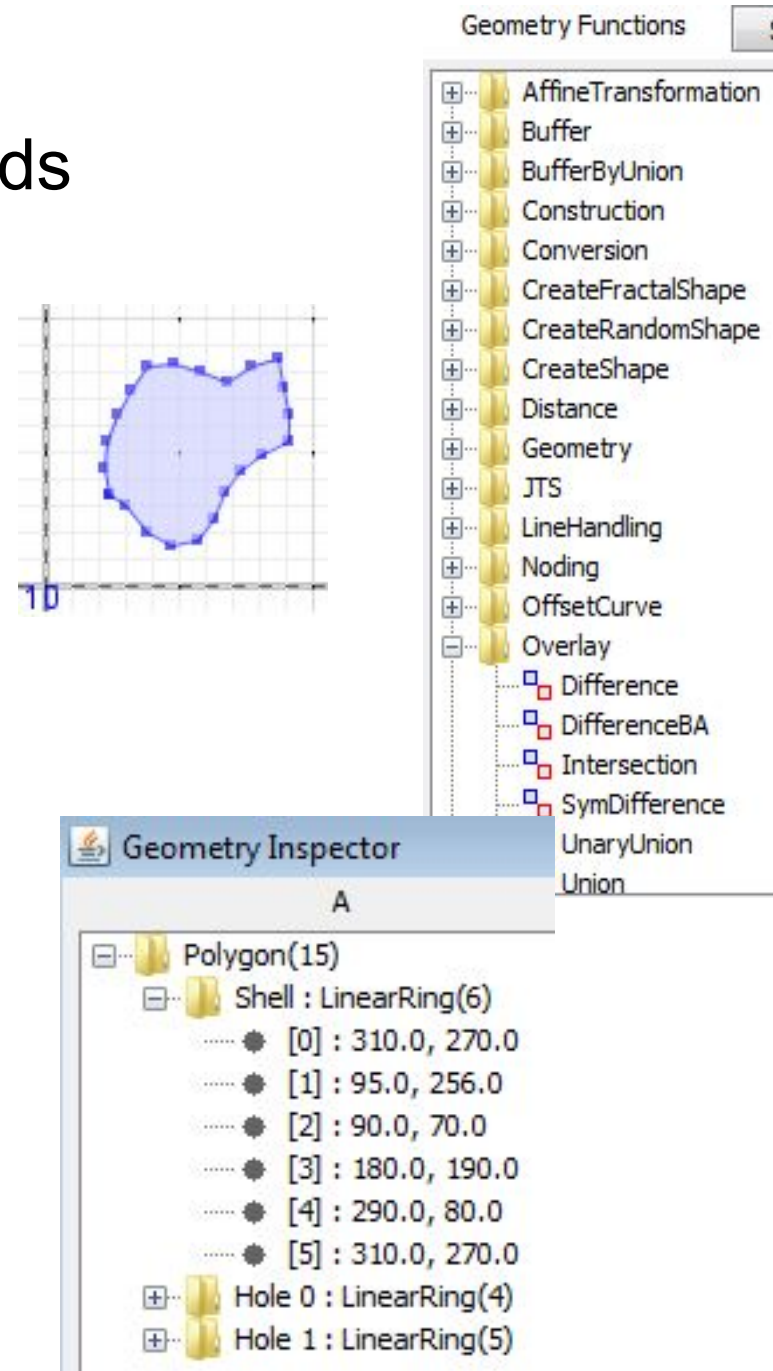 Geometry Functions
ds
AffineTransformation
Buffer
BufferByUnion
Construction
Conversion
CreateFractalShape
CreateRandomShape
CreateShape
Distance
Geometry
JTS
LineHandling
Noding
OffsetCurve
Overlay
Difference
DifferenceBA
Intersection
SymDifference
UnaryUnion
Union
10
Geometry Inspector
A
Polygon(15)
Shell : LinearRing(6)
[0] : 310.0, 270.0
[1] : 95.0, 256.0
[2] : 90.0, 70.0
[3] : 180.0, 190.0
[4] : 290.0, 80.0
[5] : 310.0, 270.0
Hole 0 : LinearRing(4)
Hole 1 : LinearRing(5)